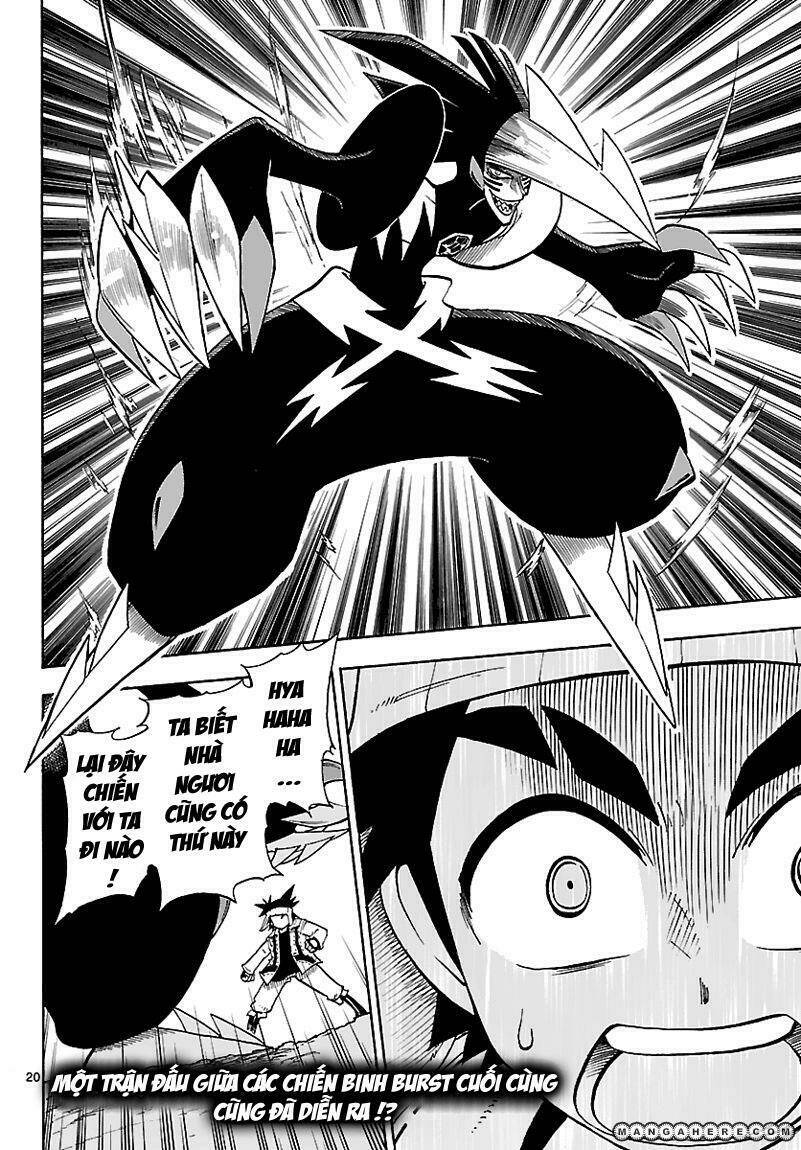 HYA
HAHA
HA
...
TA BIẾT
NHÀ
NGƯƠI
CŨNG CÓ
THỨ NÀY
LẠI ĐÂY
CHIẾN
VỚI TA
ĐI NÀO
!
20
MỘT TRẬN ĐẤU GIỮA CÁC CHIẾN BINH BURST CUỐI CÙNG
CŨNG ĐÃ DIỄN RA !?
MANGAHERE.COM